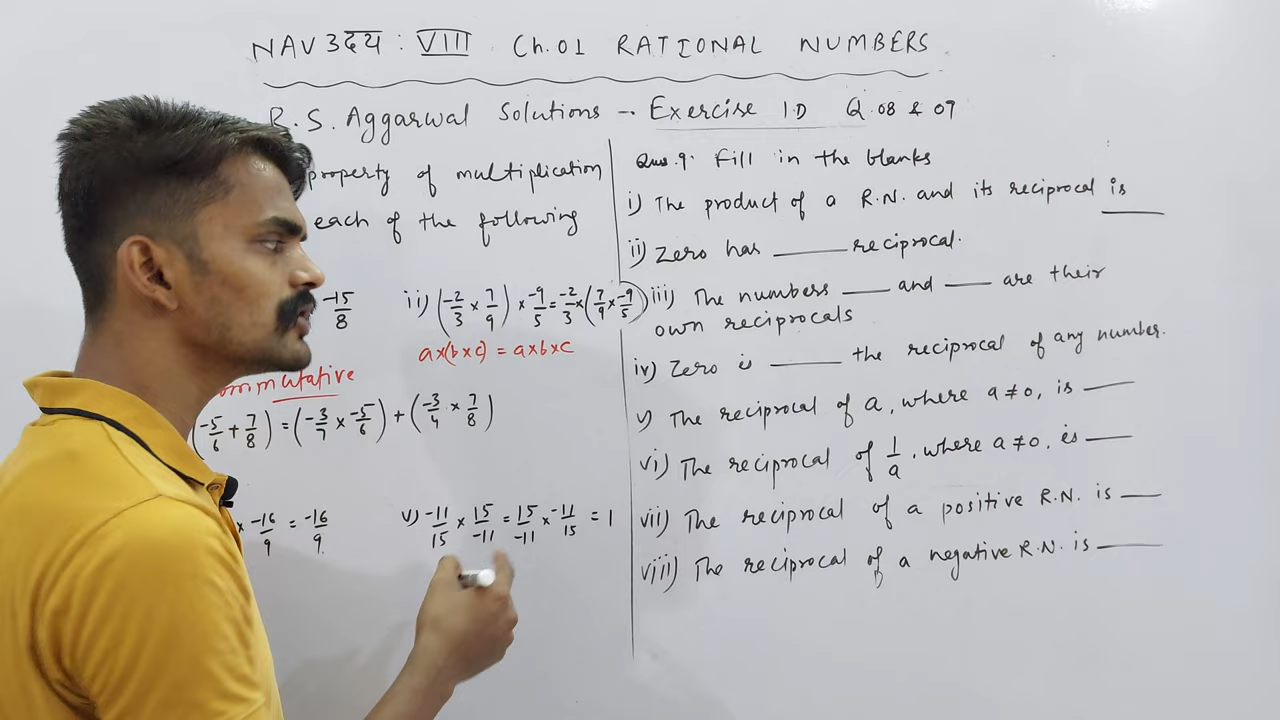 NAV उदय : VIII Ch.01 RATIONAL NUMBERS
R.S. Aggarwal Solutions - Exercise 1.D Q.08 & 09
property of multiplication
each of the following
-15/8
ii) (-2/3 × 7/9) × -9/5 = -2/3 × (7/9 × -9/5)
a×(b×c) = a×b×c
ommutative
(-5/6 + 7/8) = (-3/7 × -5/6) + (-3/4 × 7/8)
× -16/9 = -16/9
v) -11/15 × 15/-11 = 15/-11 × -11/15 = 1
Ques.9. Fill in the blanks
i) The product of a R.N. and its reciprocal is ____
ii) Zero has ____ reciprocal.
iii) The numbers ____ and ____ are their
own reciprocals
iv) Zero is ____ the reciprocal of any number.
v) The reciprocal of a, where a ≠ 0, is ____
vi) The reciprocal of 1/a, where a ≠ 0, is ____
vii) The reciprocal of a positive R.N. is ____
viii) The reciprocal of a negative R.N. is ____